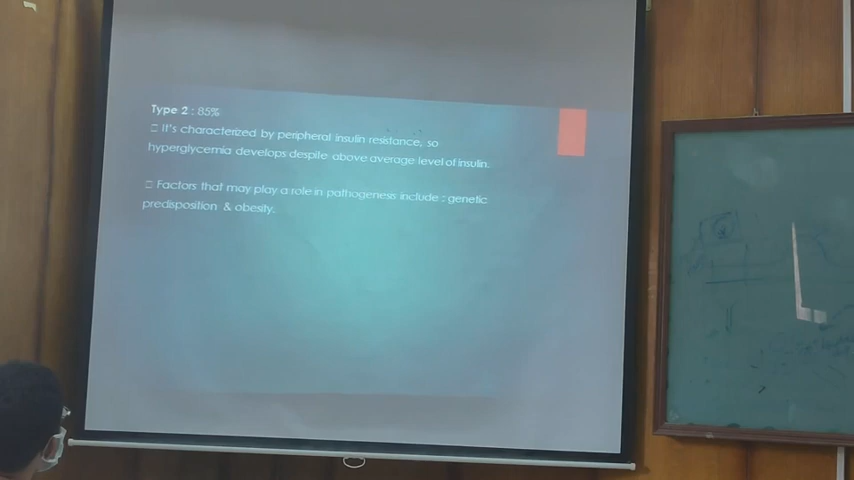 Type 2 : 85%
□ It's characterized by peripheral insulin resistance, so
hyperglycemia develops despite above average level of insulin.
□ Factors that may play a role in pathogenesis include : genetic
predisposition & obesity.